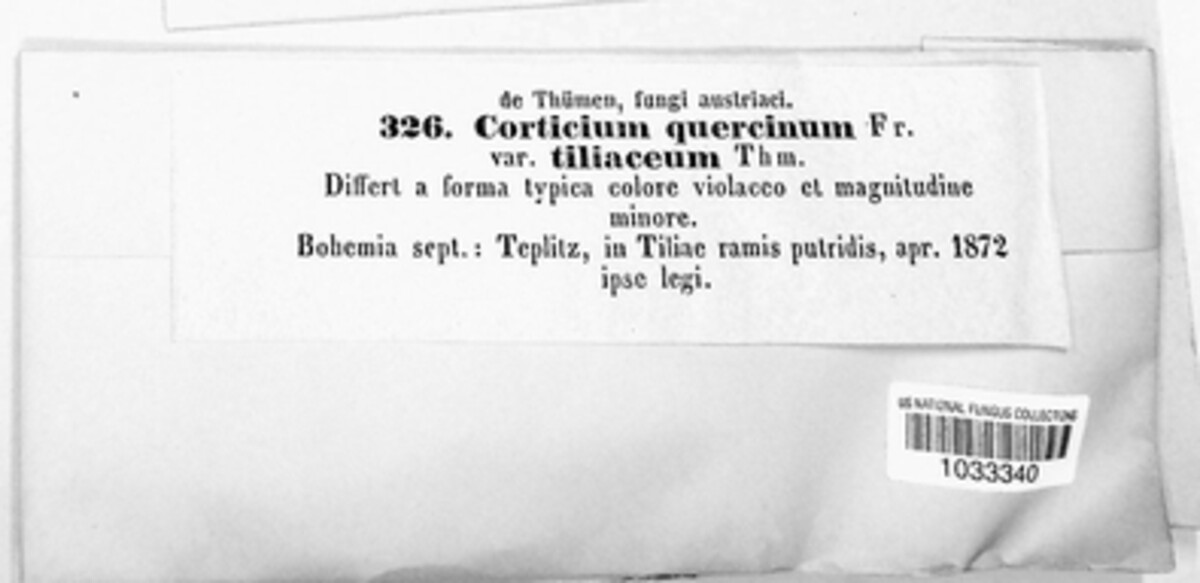 de Thümen, fungi austriaci.
326. Corticium quercinum Fr.
var. tiliaceum Thm.
Differt a forma typica colore violaceo et magnitudine
minore.
Bohemia sept.: Teplitz, in Tiliae ramis putridis, apr. 1872
ipse legi.
US NATIONAL FUNGUS COLLECTIONS
1033340